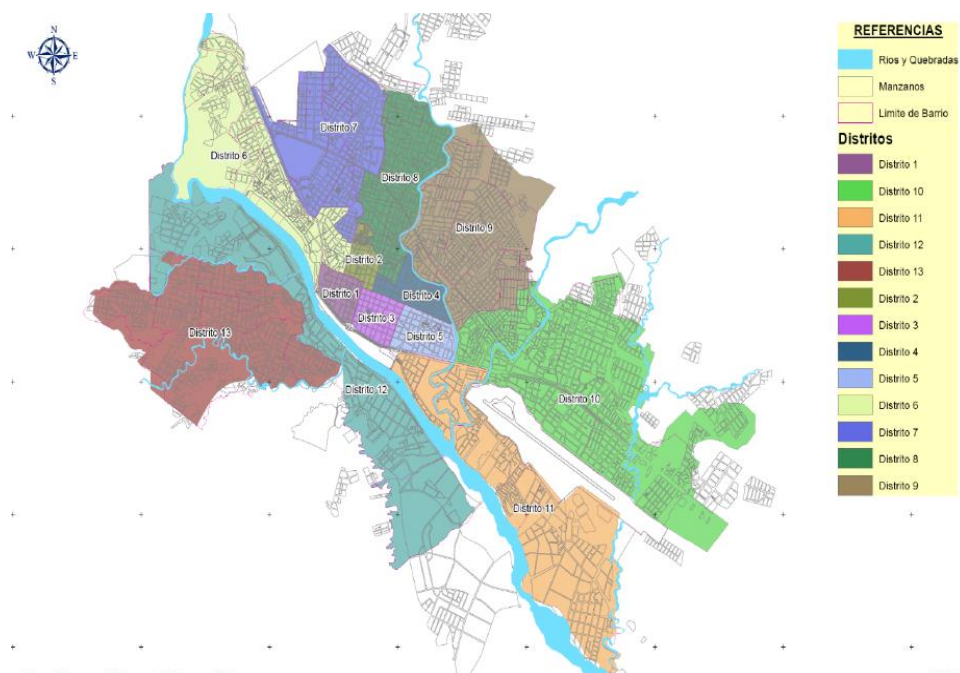 N
W
E
S
Distrito 7
Distrito 6
Distrito 8
Distrito 9
Distrito 2
Distrito 1
Distrito 4
Distrito 3
Distrito 5
Distrito 13
Distrito 12
Distrito 10
Distrito 11
REFERENCIAS
Rios y Quebradas
Manzanos
Limite de Barrio
Distritos
Distrito 1
Distrito 10
Distrito 11
Distrito 12
Distrito 13
Distrito 2
Distrito 3
Distrito 4
Distrito 5
Distrito 6
Distrito 7
Distrito 8
Distrito 9